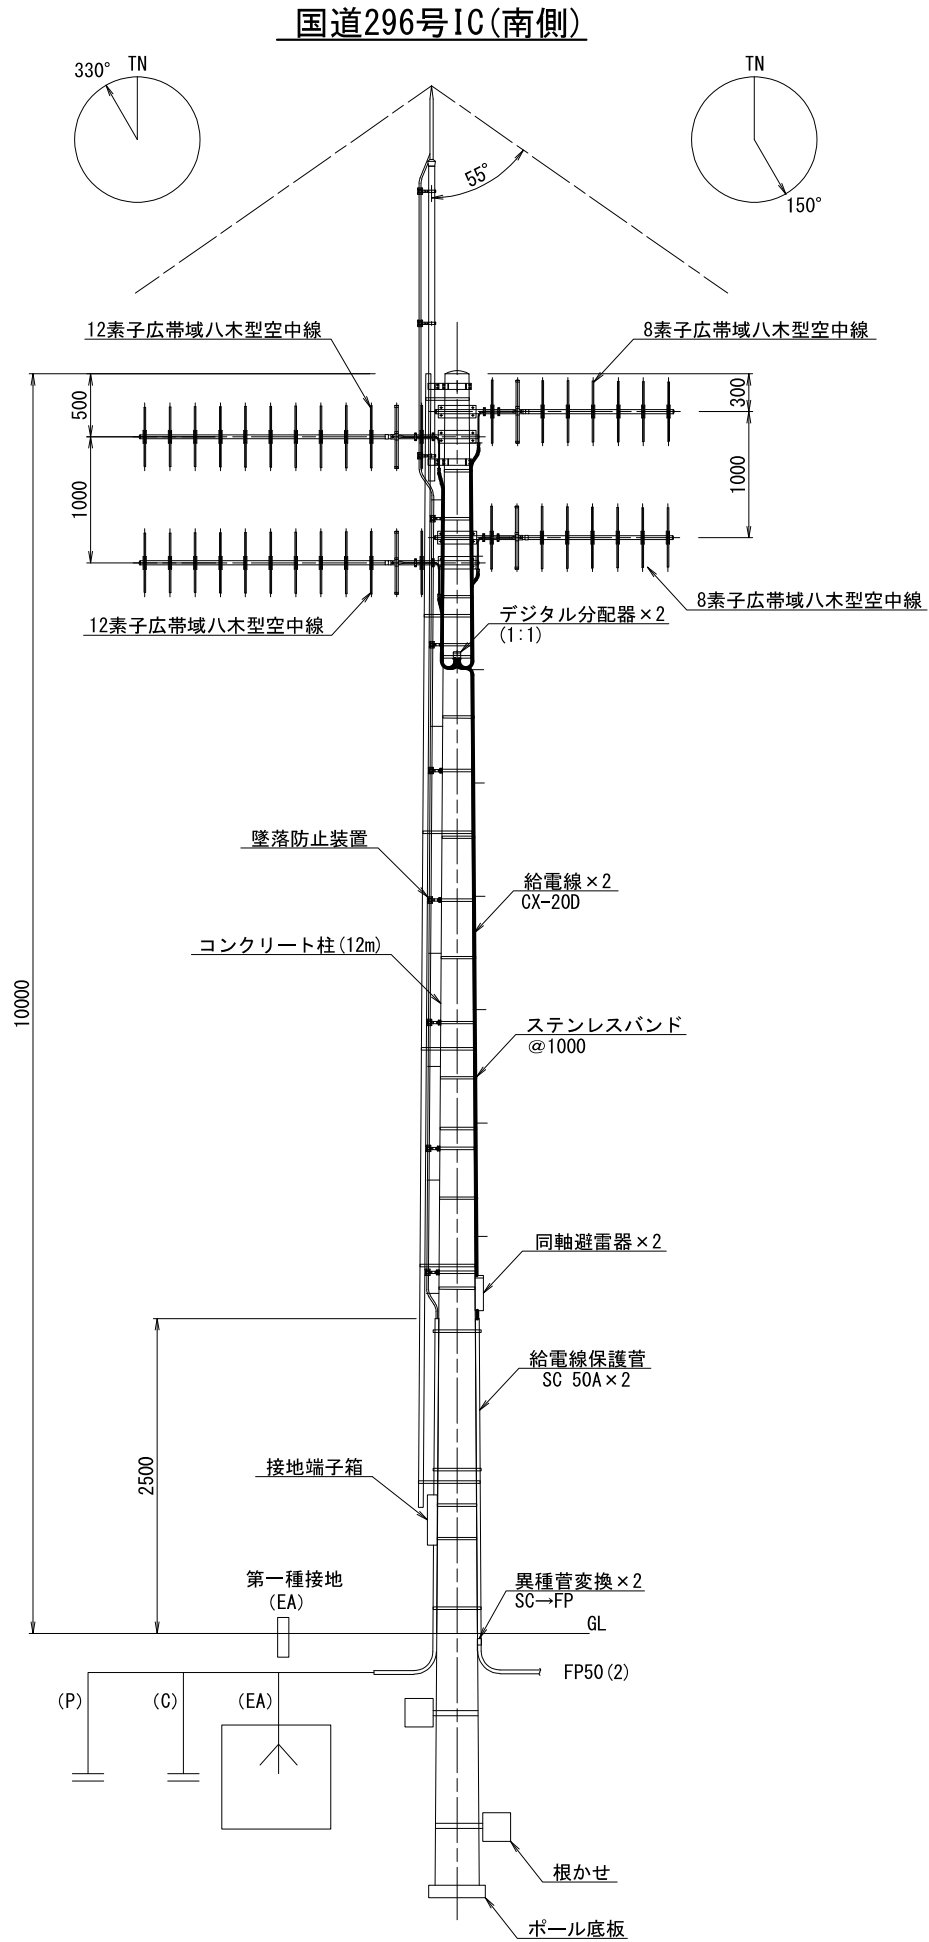 国道296号IC(南側)
330°
TN
TN
150°
55°
12素子広帯域八木型空中線
8素子広帯域八木型空中線
500
300
1000
1000
12素子広帯域八木型空中線
8素子広帯域八木型空中線
デジタル分配器×2
(1:1)
墜落防止装置
給電線×2
CX-20D
コンクリート柱(12m)
10000
ステンレスバンド
@1000
同軸避雷器×2
給電線保護菅
SC 50A×2
2500
接地端子箱
第一種接地
(EA)
異種菅変換×2
SC→FP
GL
FP50(2)
(P)
(C)
(EA)
根かせ
ポール底板